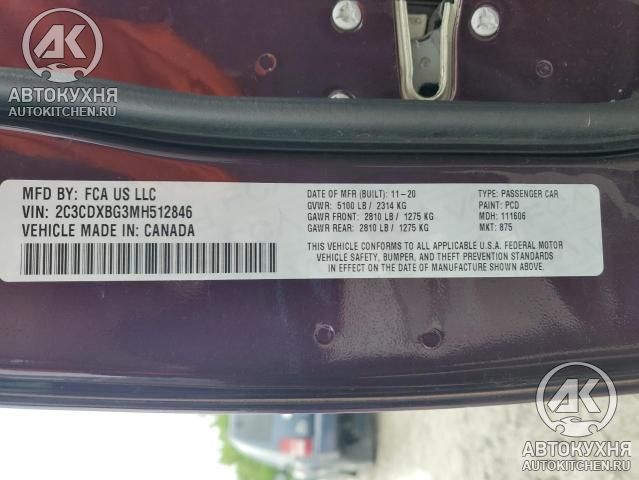 АК
АВТОКУХНЯ
AUTOKITCHEN.RU
MFD BY: FCA US LLC
VIN: 2C3CDXBG3MH512846
VEHICLE MADE IN: CANADA
DATE OF MFR (BUILT): 11-20
GVWR: 5100 LB / 2314 KG
GAWR FRONT: 2810 LB / 1275 KG
GAWR REAR: 2810 LB / 1275 KG
TYPE: PASSENGER CAR
PAINT: PCD
MDH: 111606
MKT: 875
THIS VEHICLE CONFORMS TO ALL APPLICABLE U.S.A. FEDERAL MOTOR
VEHICLE SAFETY, BUMPER, AND THEFT PREVENTION STANDARDS
IN EFFECT ON THE DATE OF MANUFACTURE SHOWN ABOVE.
АК
АВТОКУХНЯ
AUTOKITCHEN.RU